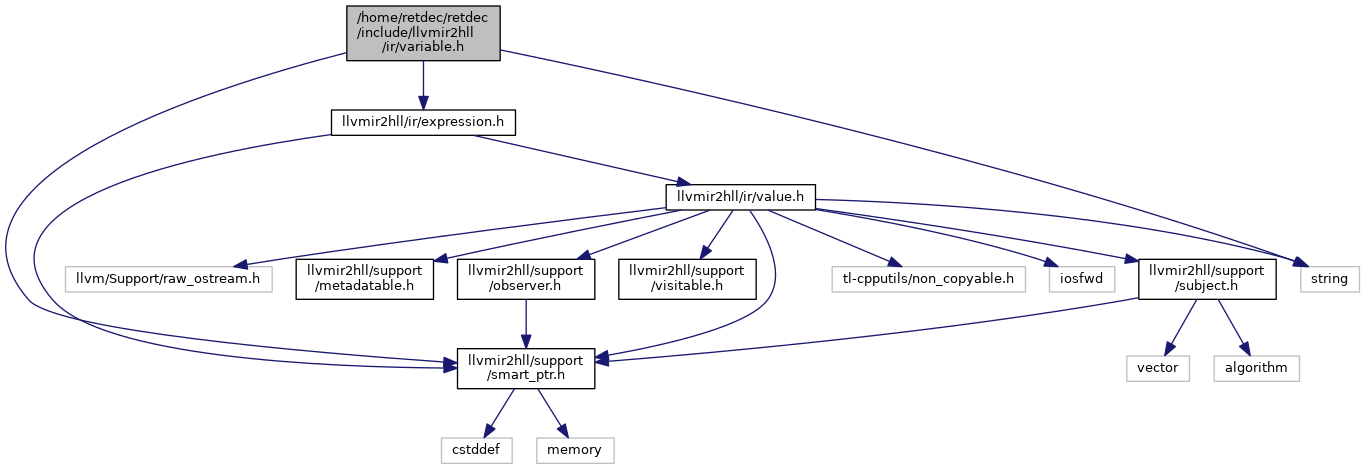 /home/retdec/retdec
/include/llvmir2hll
/ir/variable.h
llvmir2hll/ir/expression.h
llvmir2hll/ir/value.h
llvm/Support/raw_ostream.h
llvmir2hll/support
/metadatable.h
llvmir2hll/support
/observer.h
llvmir2hll/support
/visitable.h
tl-cpputils/non_copyable.h
iosfwd
llvmir2hll/support
/subject.h
string
llvmir2hll/support
/smart_ptr.h
vector
algorithm
cstddef
memory